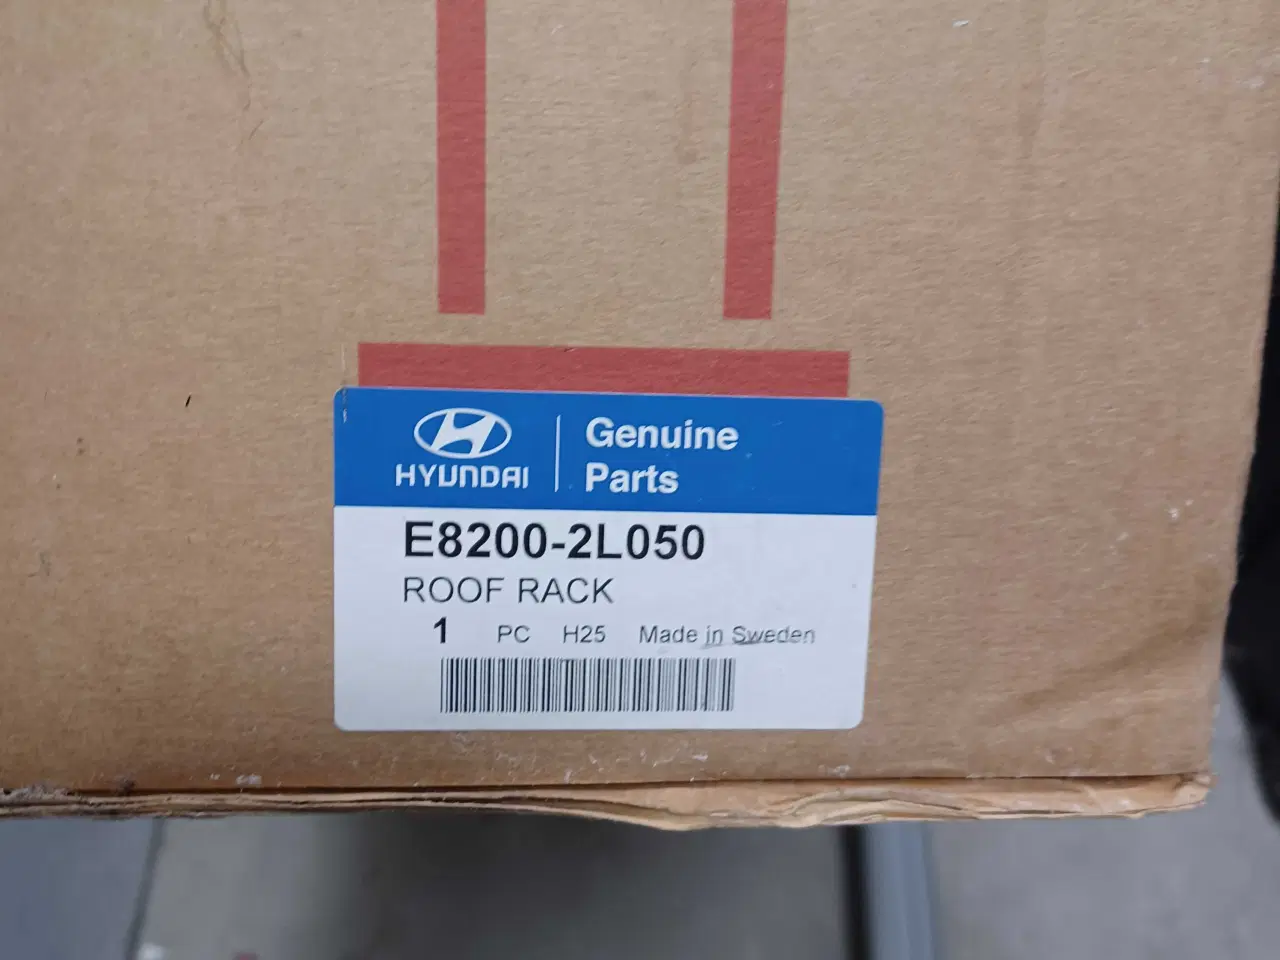 HYUNDAI
Genuine
Parts
E8200-2L050
ROOF RACK
1 PC H25 Made in Sweden